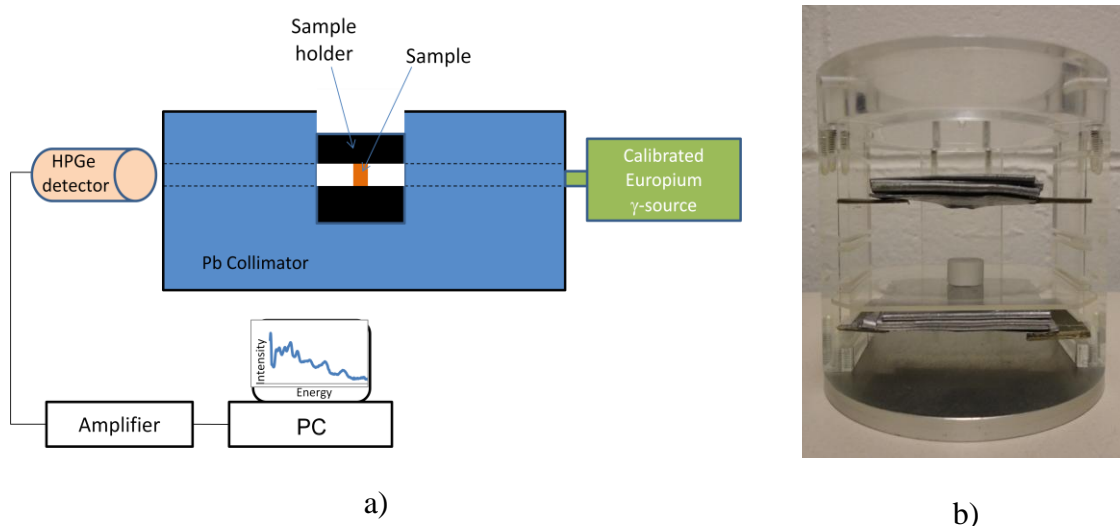 Sample
holder
Sample
HPGe
detector
Calibrated
Europium
γ-source
Pb Collimator
Intensity
Energy
Amplifier
PC
a)
b)